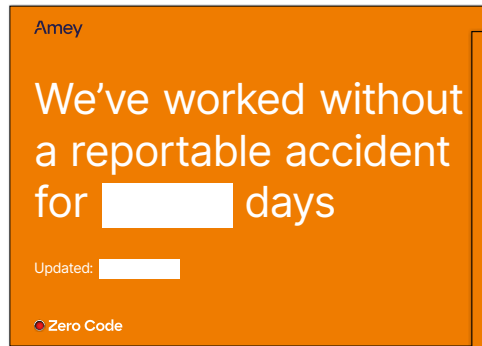 Amey
We’ve worked without
a reportable accident
for days
Updated:
Zero Code